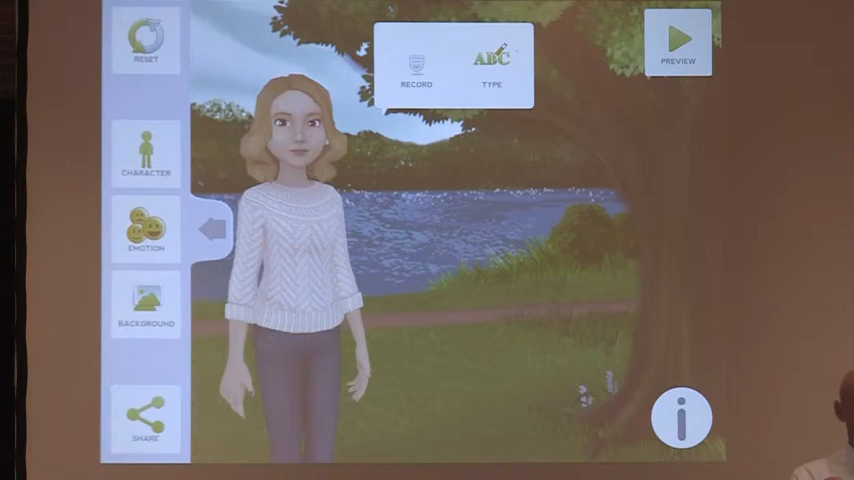 RESET
RECORD
ABC
TYPE
PREVIEW
CHARACTER
EMOTION
BACKGROUND
SHARE
i